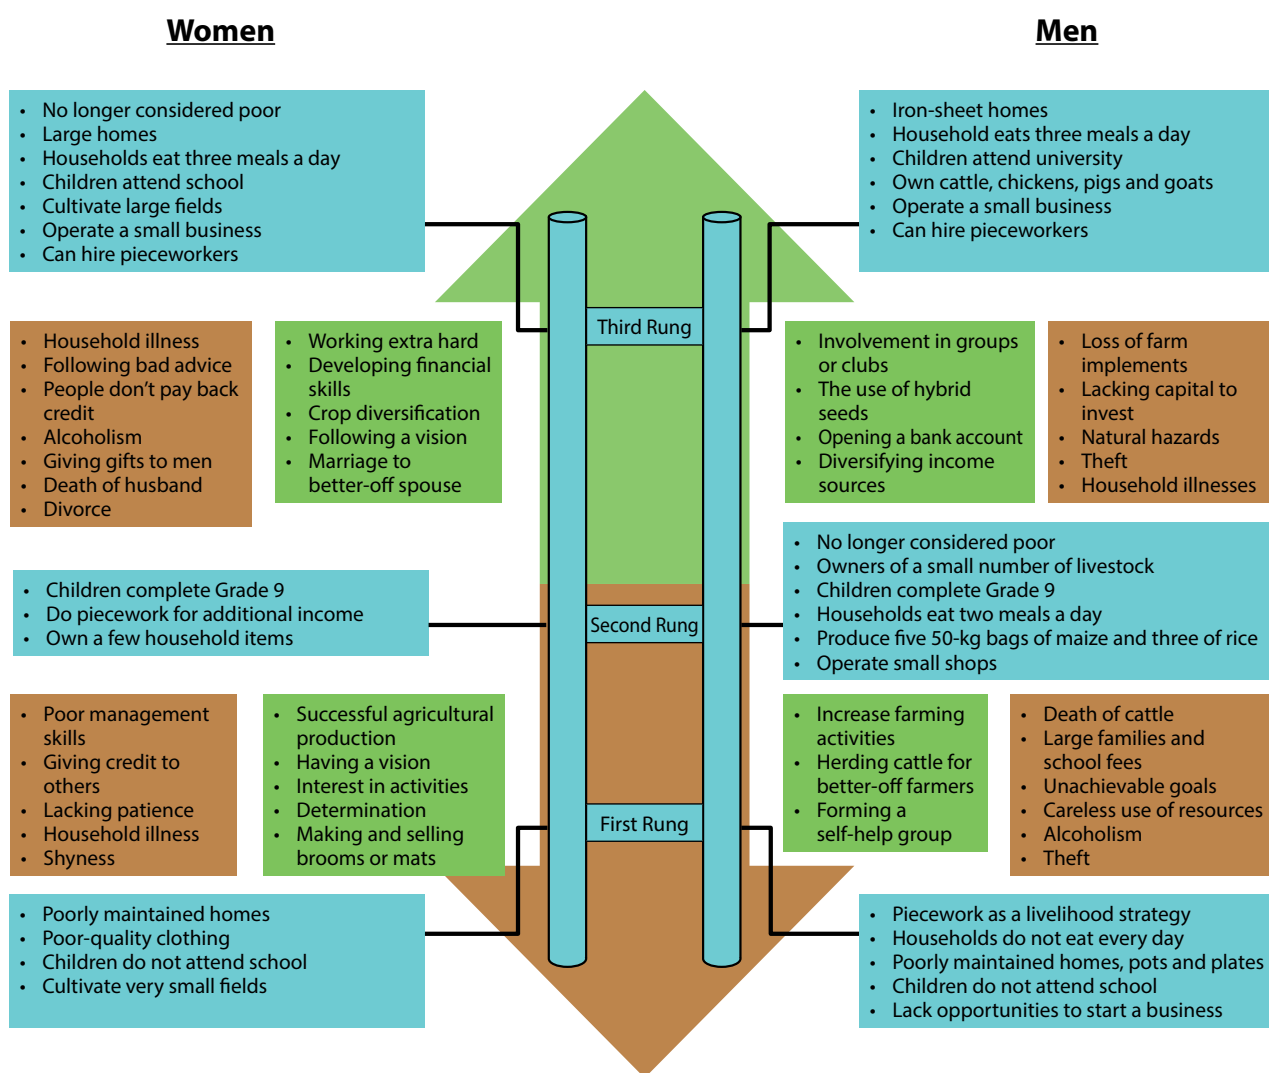 Women
Men
• No longer considered poor
• Large homes
• Households eat three meals a day
• Children attend school
• Cultivate large fields
• Operate a small business
• Can hire pieceworkers
• Iron-sheet homes
• Household eats three meals a day
• Children attend university
• Own cattle, chickens, pigs and goats
• Operate a small business
• Can hire pieceworkers
Third Rung
• Household illness
• Following bad advice
• People don’t pay back
credit
• Alcoholism
• Giving gifts to men
• Death of husband
• Divorce
• Working extra hard
• Developing financial
skills
• Crop diversification
• Following a vision
• Marriage to
better-off spouse
• Involvement in groups
or clubs
• The use of hybrid
seeds
• Opening a bank account
• Diversifying income
sources
• Loss of farm
implements
• Lacking capital to
invest
• Natural hazards
• Theft
• Household illnesses
• Children complete Grade 9
• Do piecework for additional income
• Own a few household items
Second Rung
• No longer considered poor
• Owners of a small number of livestock
• Children complete Grade 9
• Households eat two meals a day
• Produce five 50-kg bags of maize and three of rice
• Operate small shops
• Poor management
skills
• Giving credit to
others
• Lacking patience
• Household illness
• Shyness
• Successful agricultural
production
• Having a vision
• Interest in activities
• Determination
• Making and selling
brooms or mats
First Rung
• Increase farming
activities
• Herding cattle for
better-off farmers
• Forming a
self-help group
• Death of cattle
• Large families and
school fees
• Unachievable goals
• Careless use of resources
• Alcoholism
• Theft
• Poorly maintained homes
• Poor-quality clothing
• Children do not attend school
• Cultivate very small fields
• Piecework as a livelihood strategy
• Households do not eat every day
• Poorly maintained homes, pots and plates
• Children do not attend school
• Lack opportunities to start a business